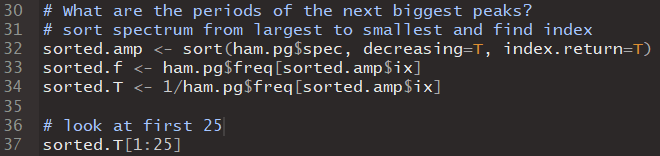 30 # What are the periods of the next biggest peaks?
31 # sort spectrum from largest to smallest and find index
32 sorted.amp <- sort(ham.pg$spec, decreasing=T, index.return=T)
33 sorted.f <- ham.pg$freq[sorted.amp$ix]
34 sorted.T <- 1/ham.pg$freq[sorted.amp$ix]
35
36 # look at first 25
37 sorted.T[1:25]